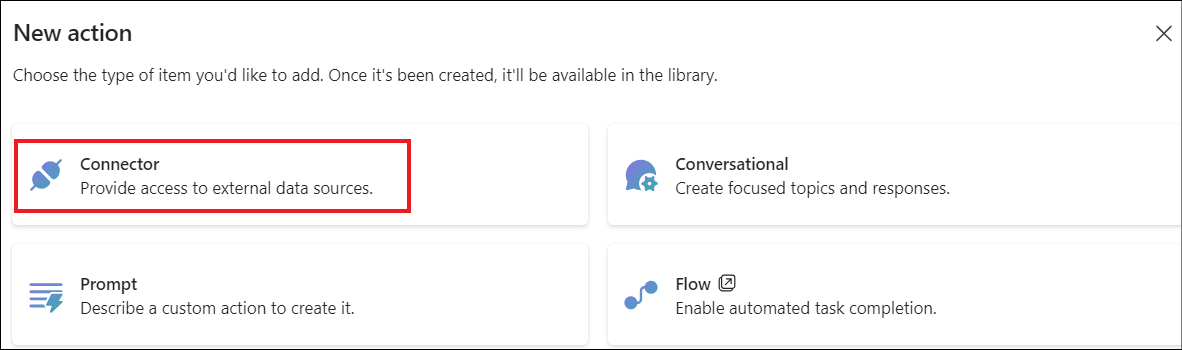 New action
Choose the type of item you'd like to add. Once it's been created, it'll be available in the library.
Connector
Provide access to external data sources.
Conversational
Create focused topics and responses.
Prompt
Describe a custom action to create it.
Flow
Enable automated task completion.